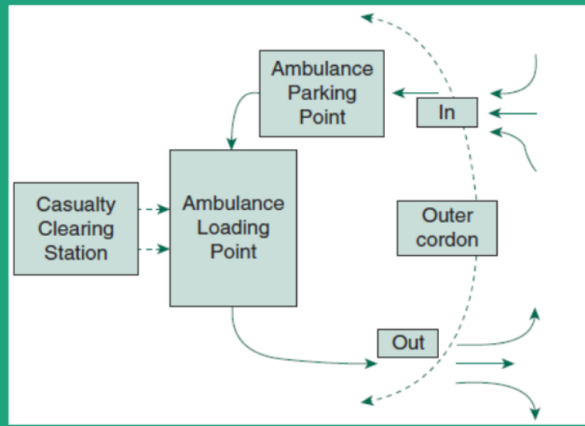 Ambulance
Parking
Point
In
Casualty
Clearing
Station
Ambulance
Loading
Point
Outer
cordon
Out